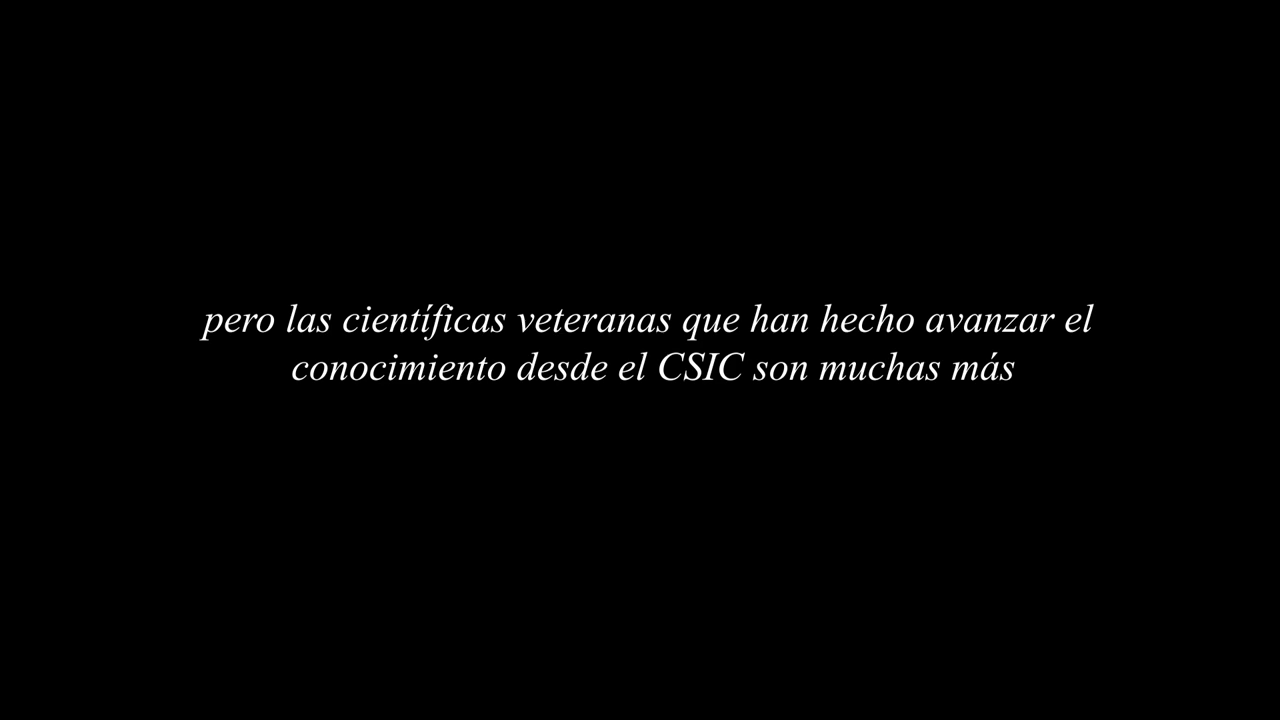 pero las científicas veteranas que han hecho avanzar el
conocimiento desde el CSIC son muchas más